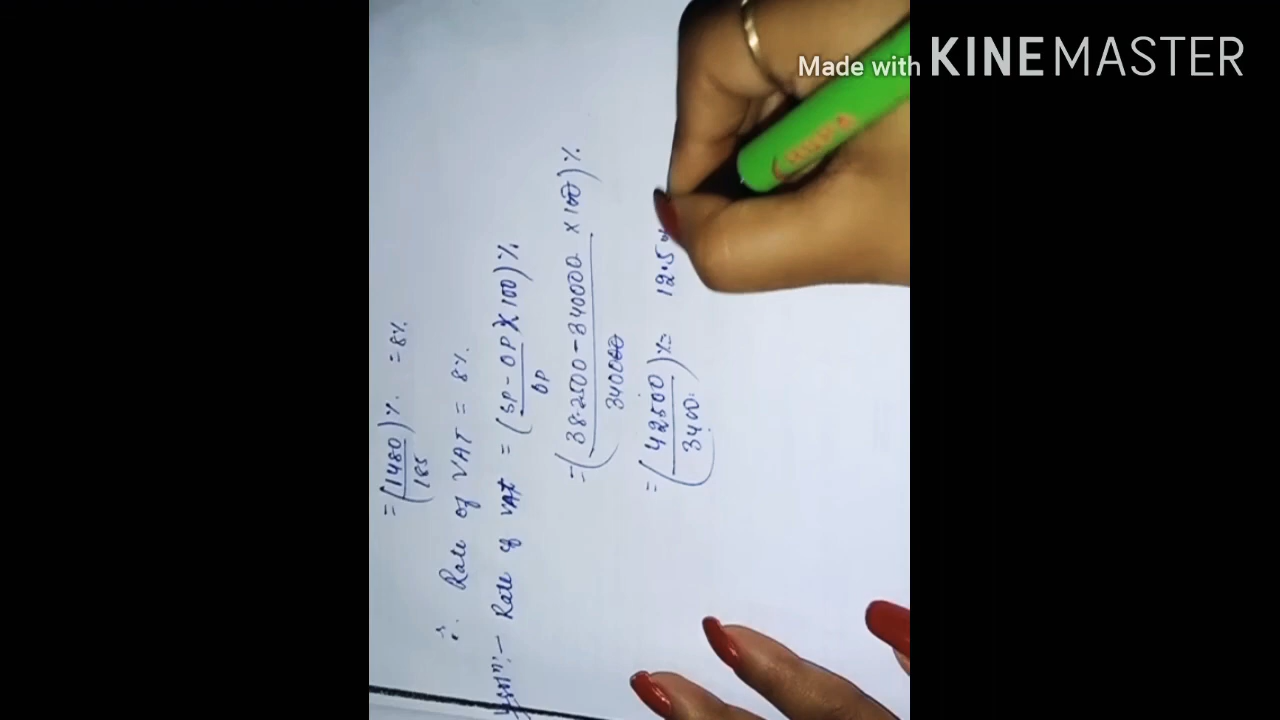 Made with KINEMASTER
= (1480/185)% = 8%
∴ Rate of VAT = 8%
Soln:- Rate of VAT = (SP - OP/OP × 100)%
= (382500 - 340000/340000 × 100)%
= (42500/3400)% = 12.5